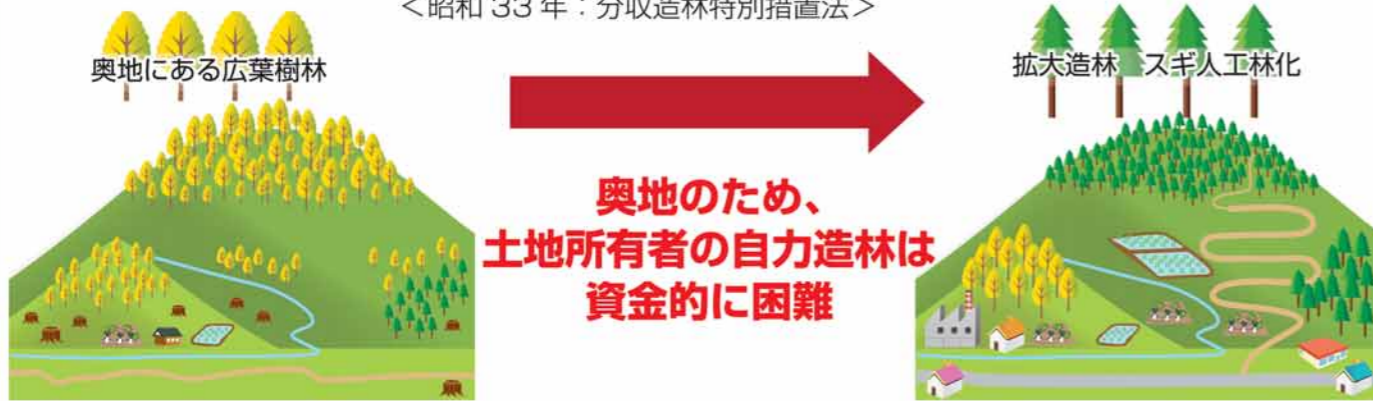 ＜昭和 33 年：分収造林特別措置法＞
奥地にある広葉樹林
奥地のため、
土地所有者の自力造林は
資金的に困難
拡大造林　スギ人工林化